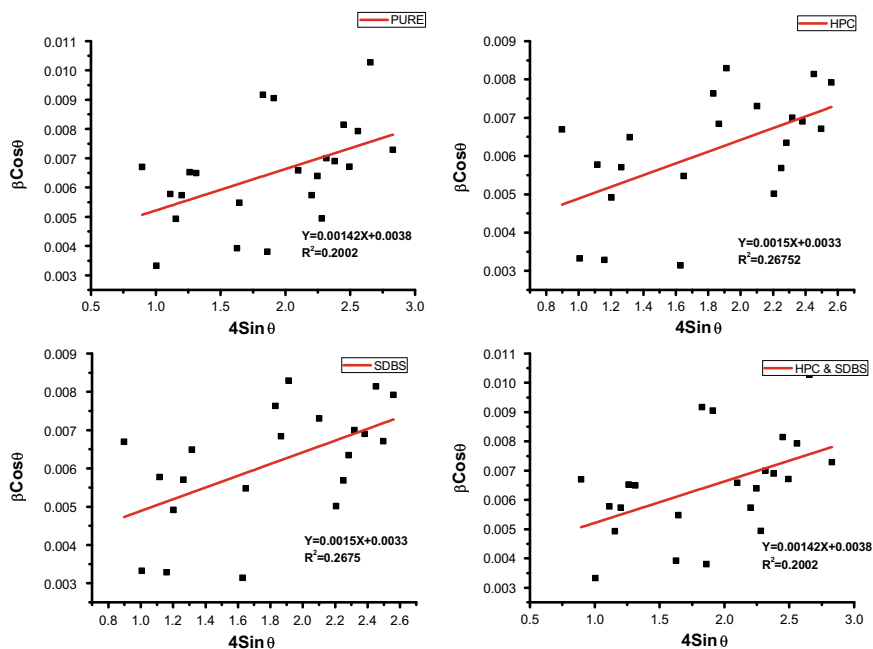 PURE
0.011
0.010
0.009
0.008
0.007
0.006
0.005
0.004
0.003
βCosθ
Y=0.00142X+0.0038
R²=0.2002
0.5 1.0 1.5 2.0 2.5 3.0
4Sin θ
HPC
0.009
0.008
0.007
0.006
0.005
0.004
0.003
βCosθ
Y=0.0015X+0.0033
R²=0.26752
0.8 1.0 1.2 1.4 1.6 1.8 2.0 2.2 2.4 2.6
4Sin θ
SDBS
0.009
0.008
0.007
0.006
0.005
0.004
0.003
βCosθ
Y=0.0015X+0.0033
R²=0.2675
0.8 1.0 1.2 1.4 1.6 1.8 2.0 2.2 2.4 2.6
4Sin θ
HPC & SDBS
0.011
0.010
0.009
0.008
0.007
0.006
0.005
0.004
0.003
βCosθ
Y=0.00142X+0.0038
R²=0.2002
0.5 1.0 1.5 2.0 2.5 3.0
4Sin θ